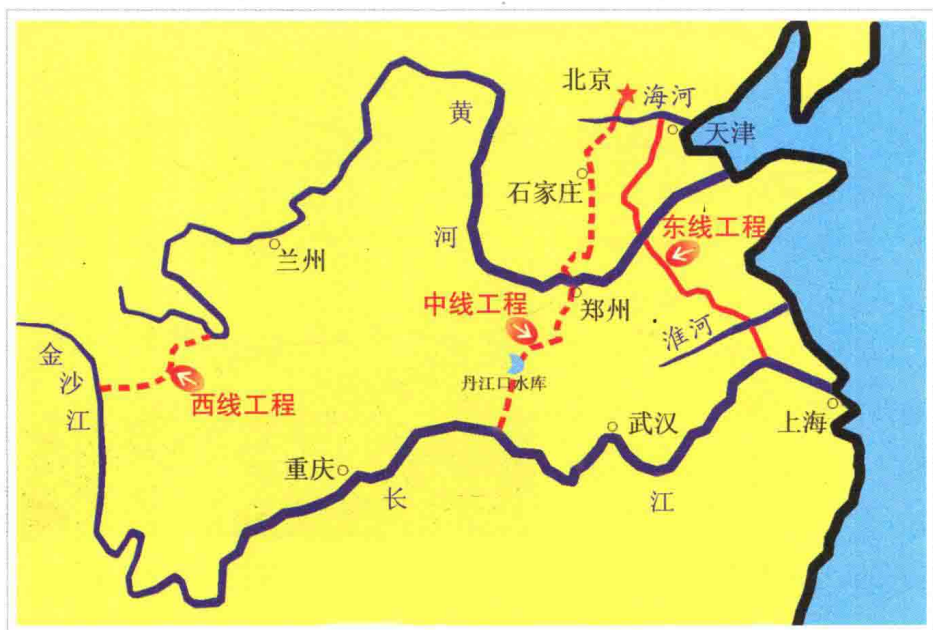 北京
海河
天津
黄
石家庄
河
东线工程
兰州
中线工程
郑州
淮河
金
沙
江
丹江口水库
西线工程
武汉
上海
重庆
长
江